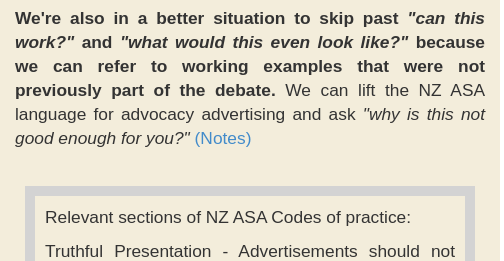 We're also in a better situation to skip past "can this
work?" and "what would this even look like?" because
we can refer to working examples that were not
previously part of the debate. We can lift the NZ ASA
language for advocacy advertising and ask "why is this not
good enough for you?" (Notes)
Relevant sections of NZ ASA Codes of practice:
Truthful Presentation - Advertisements should not